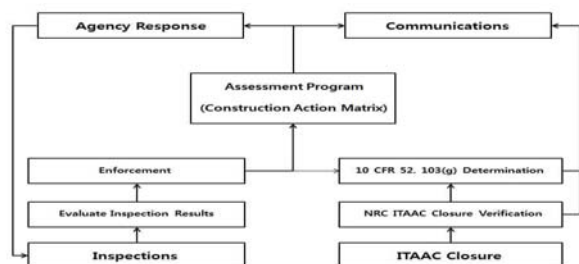 Agency Response
Communications
Assessment Program
(Construction Action Matrix)
Enforcement
10 CFR 52. 103(g) Determination
Evaluate Inspection Results
NRC ITAAC Closure Verification
Inspections
ITAAC Closure